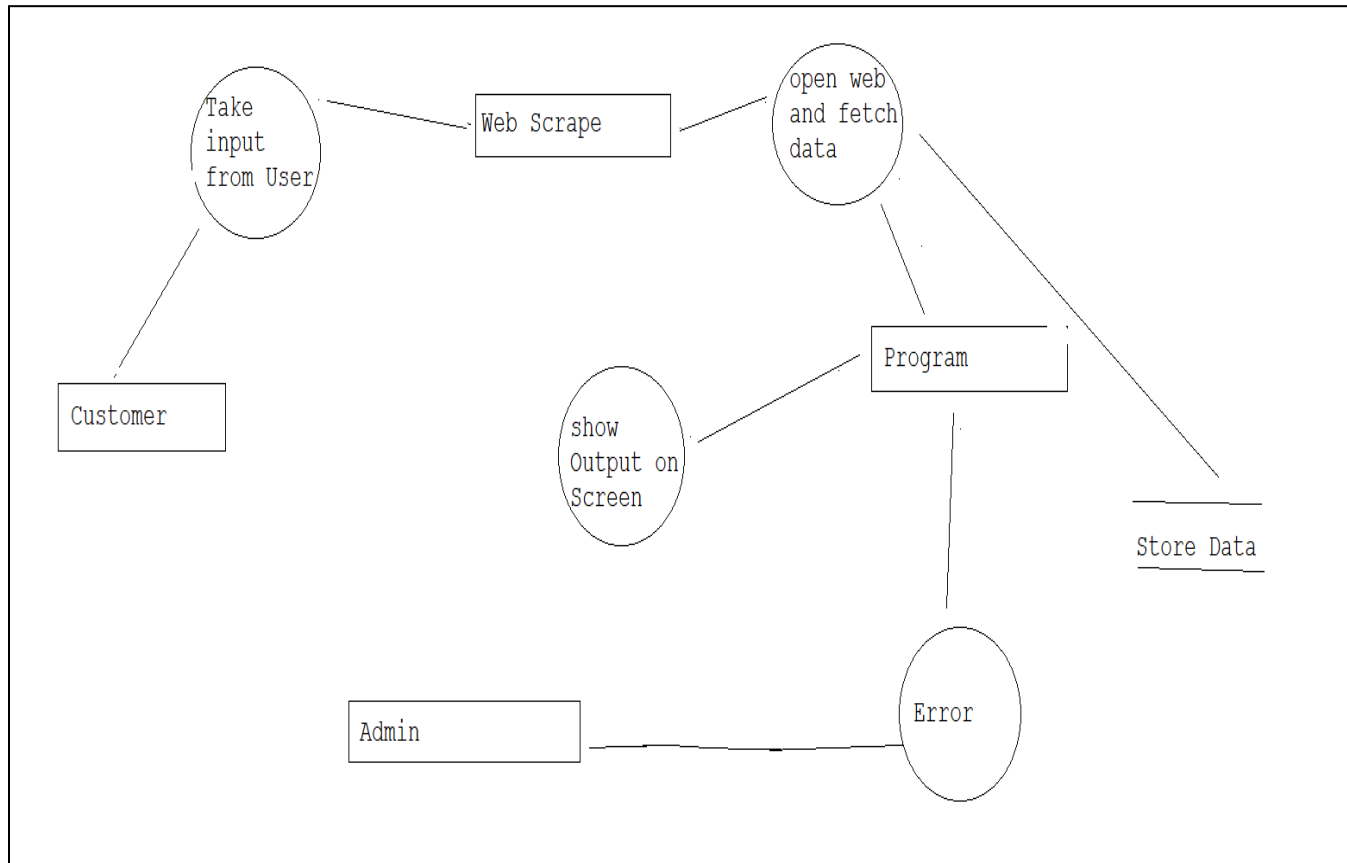 Take
input
from User
Web Scrape
open web
and fetch
data
Customer
Program
show
Output on
Screen
Store Data
Admin
Error